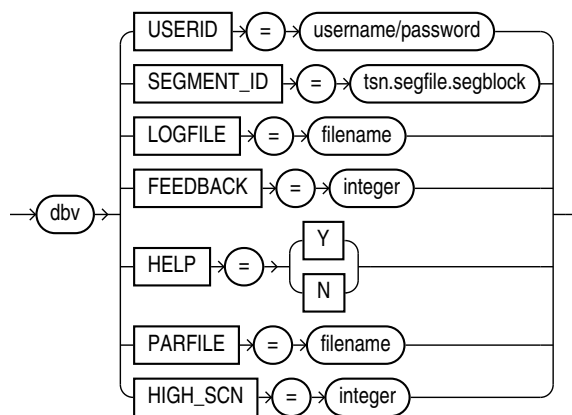 USERID = username/password
SEGMENT_ID = tsn.segfile.segblock
LOGFILE = filename
FEEDBACK = integer
dbv
Y
HELP =
N
PARFILE = filename
HIGH_SCN = integer